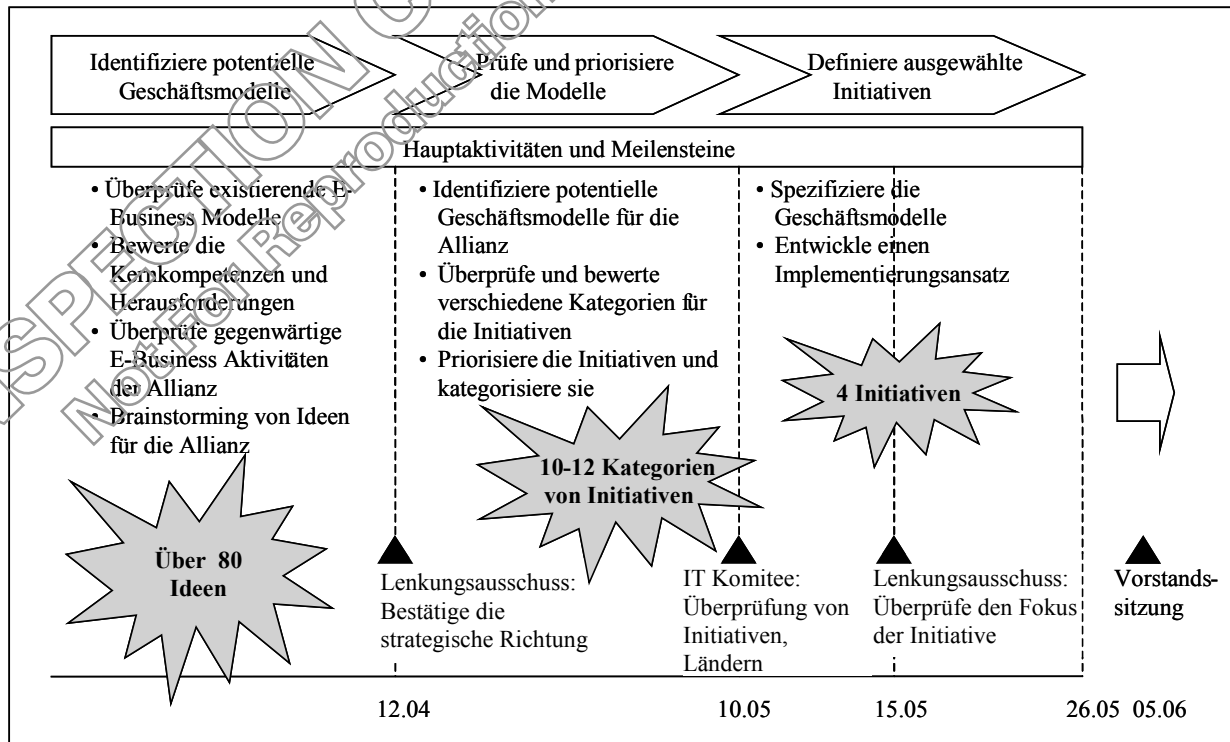 Identifiziere potentielle
Geschäftsmodelle
Prüfe und priorisiere
die Modelle
Definiere ausgewählte
Initiativen
Hauptaktivitäten und Meilensteine
• Überprüfe existierende E-
Business Modelle
• Bewerte die
Kernkompetenzen und
Herausforderungen
• Überprüfe gegenwärtige
E-Business Aktivitäten
der Allianz
• Brainstorming von Ideen
für die Allianz
• Identifiziere potentielle
Geschäftsmodelle für die
Allianz
• Überprüfe und bewerte
verschiedene Kategorien für
die Initiativen
• Priorisiere die Initiativen und
kategorisiere sie
• Spezifiziere die
Geschäftsmodelle
• Entwickle einen
Implementierungsansatz
Über 80
Ideen
10-12 Kategorien
von Initiativen
4 Initiativen
Lenkungsausschuss:
Bestätige die
strategische Richtung
IT Komitee:
Überprüfung von
Initiativen,
Ländern
Lenkungsausschuss:
Überprüfe den Fokus
der Initiative
Vorstands-
sitzung
12.04
10.05
15.05
26.05
05.06
Not For Reproduction